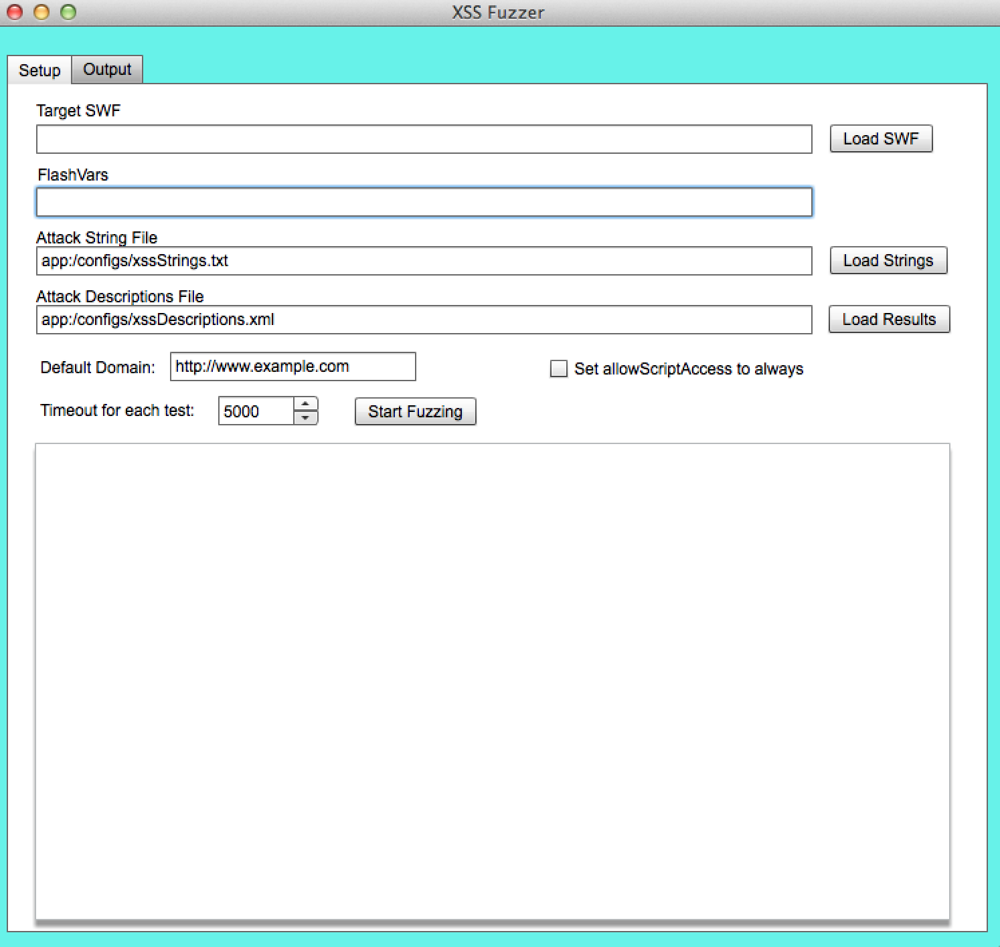 XSS Fuzzer
Setup Output
Target SWF
Load SWF
FlashVars
Attack String File
app:/configs/xssStrings.txt Load Strings
Attack Descriptions File
app:/configs/xssDescriptions.xml Load Results
Default Domain: http://www.example.com Set allowScriptAccess to always
Timeout for each test: 5000 Start Fuzzing